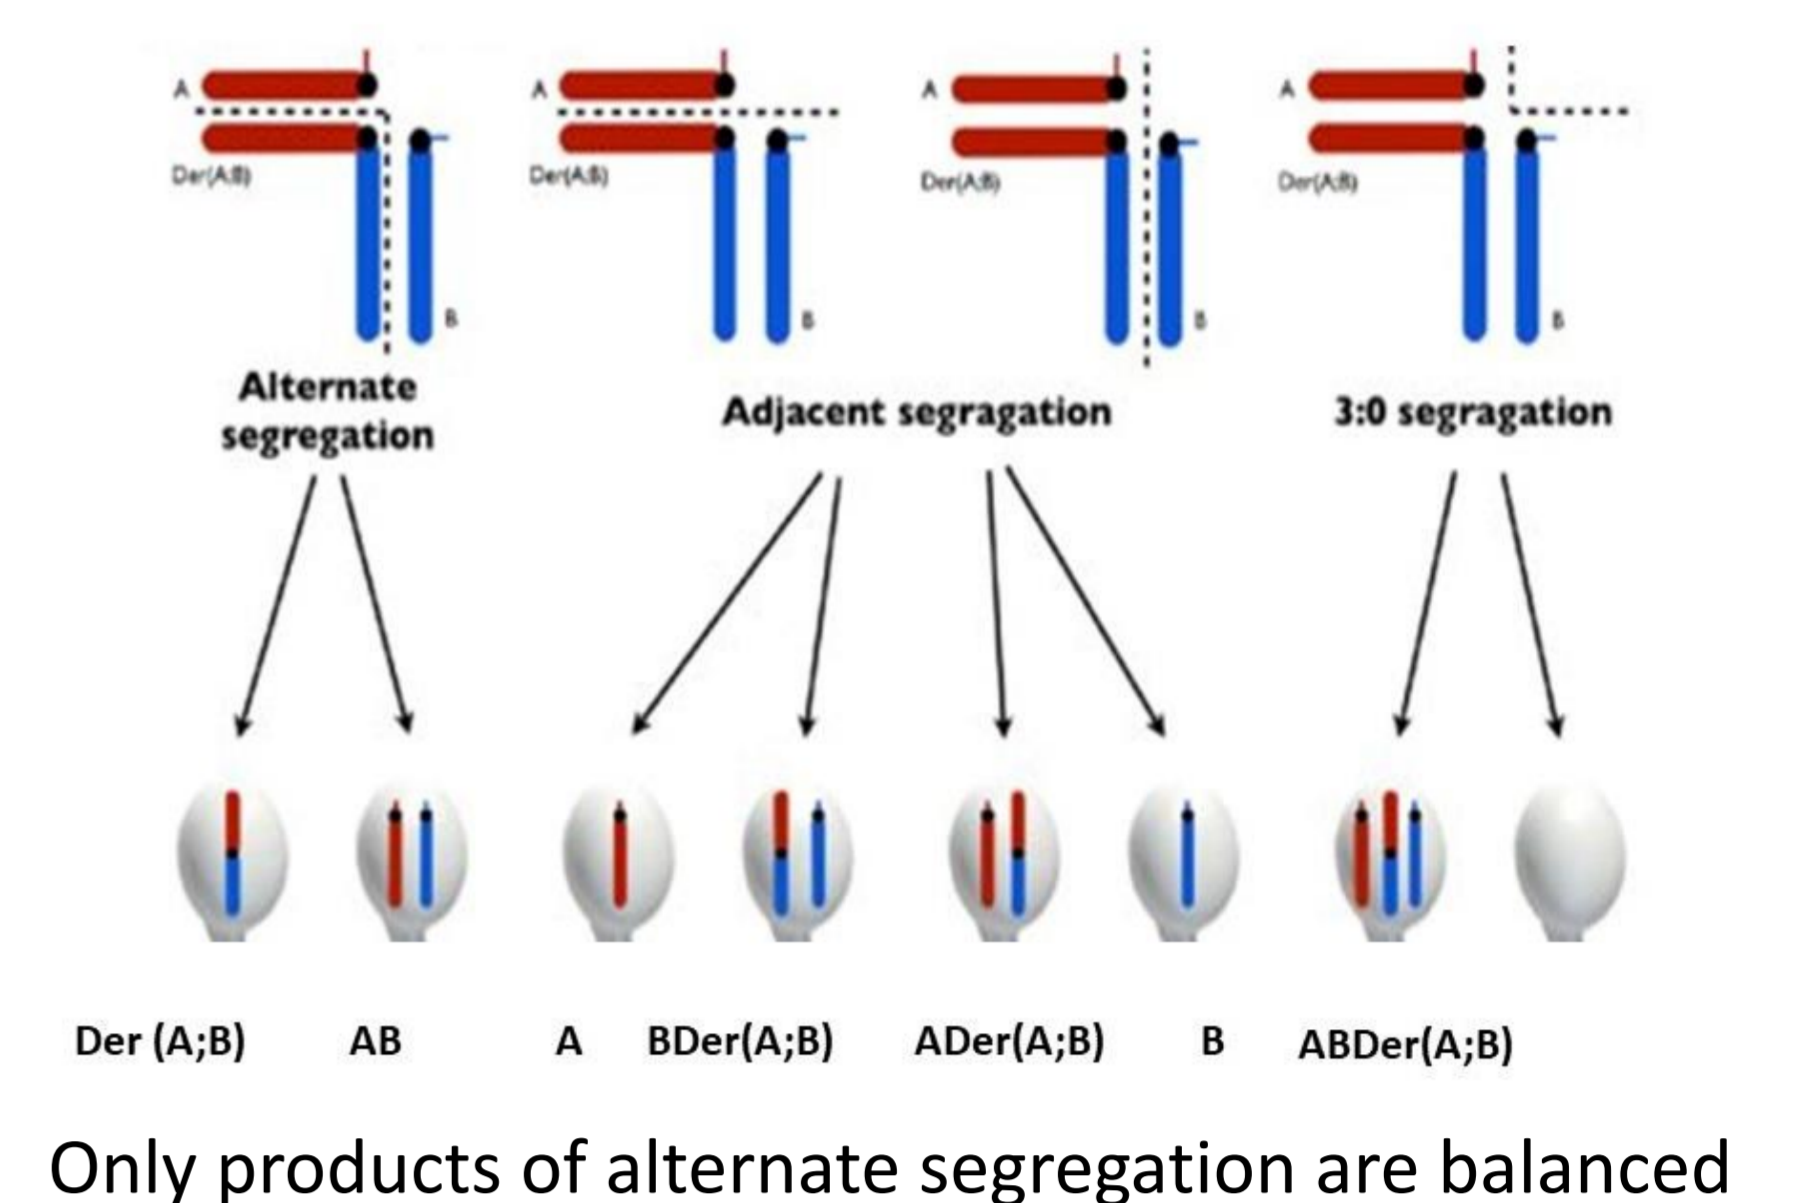 A
A
A
A
Der(A;B)
Der(A;B)
Der(A;B)
Der(A;B)
B
B
B
B
Alternate
segregation
Adjacent segragation
3:0 segragation
Der (A;B)
AB
A
BDer(A;B)
ADer(A;B)
B
ABDer(A;B)
Only products of alternate segregation are balanced